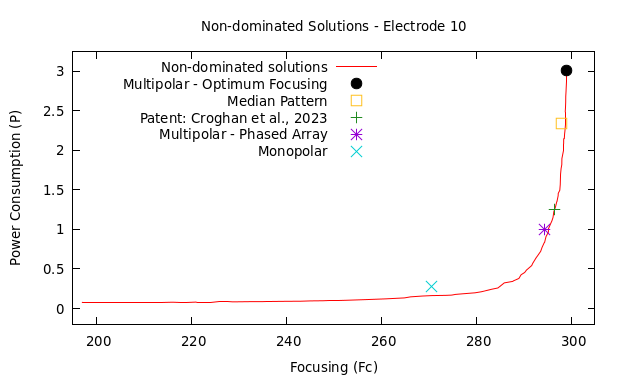 Non-dominated Solutions - Electrode 10
Non-dominated solutions
Multipolar - Optimum Focusing
Median Pattern
Patent: Croghan et al., 2023
Multipolar - Phased Array
Monopolar
Power Consumption (P)
3
2.5
2
1.5
1
0.5
0
200 220 240 260 280 300
Focusing (Fc)